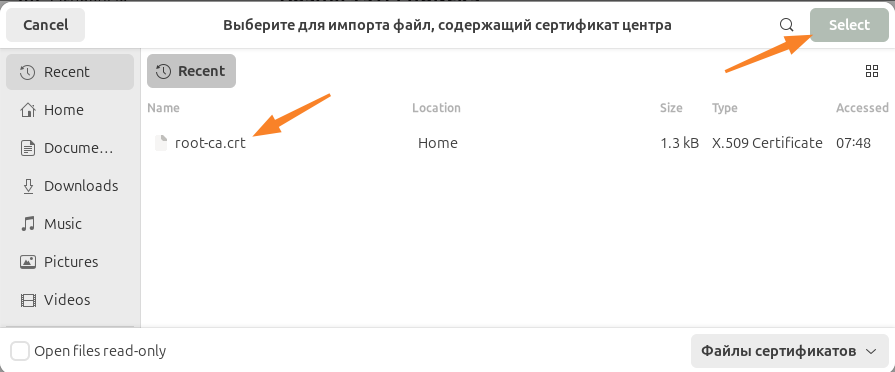 Cancel
Выберите для импорта файл, содержащий сертификат центра
Select
Recent
Home
Docume…
Downloads
Music
Pictures
Videos
Recent
Name Location Size Type Accessed
root-ca.crt Home 1.3 kB X.509 Certificate 07:48
Open files read-only
Файлы сертификатов